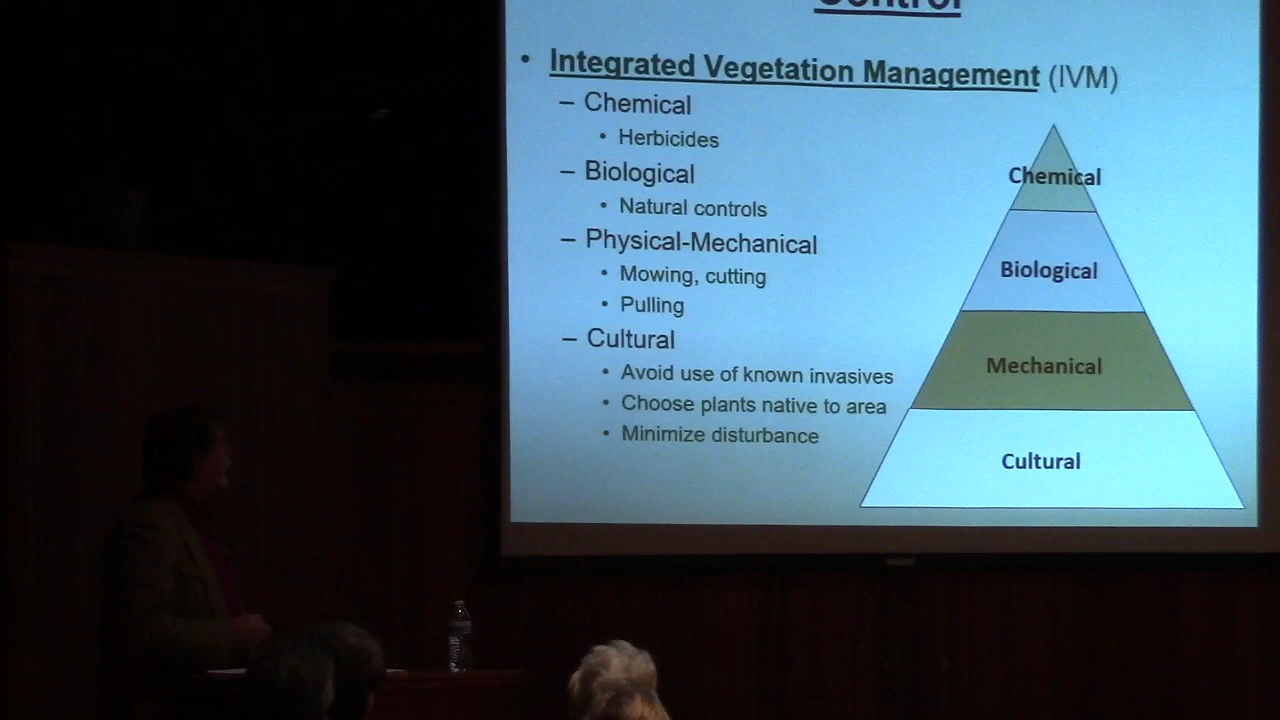 Control
• Integrated Vegetation Management (IVM)
– Chemical
• Herbicides
– Biological
• Natural controls
– Physical-Mechanical
• Mowing, cutting
• Pulling
– Cultural
• Avoid use of known invasives
• Choose plants native to area
• Minimize disturbance
Chemical
Biological
Mechanical
Cultural